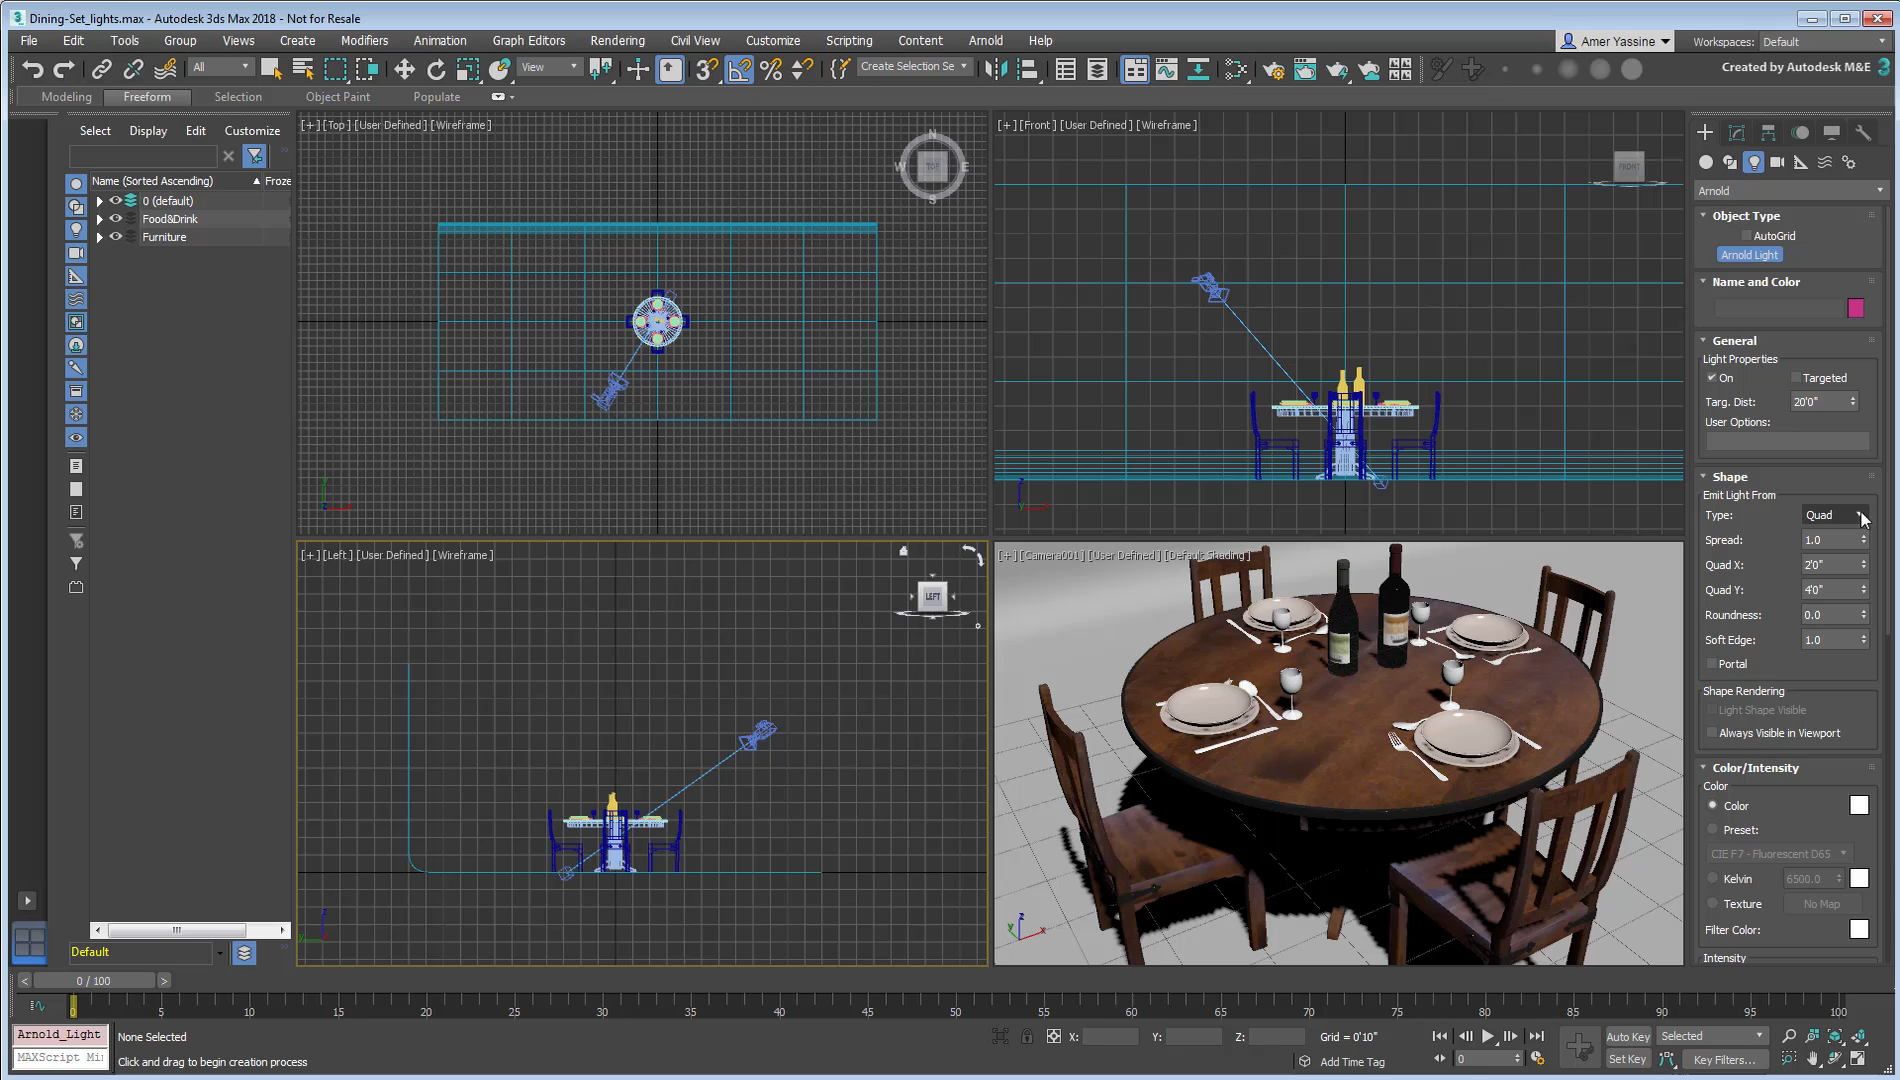 Dining-Set_lights.max - Autodesk 3ds Max 2018 - Not for Resale
File Edit Tools Group Views Create Modifiers Animation Graph Editors Rendering Civil View Customize Scripting Content Arnold Help
Amer Yassine
Workspaces: Default
All
View
Create Selection Se
Created by Autodesk M&E
Modeling Freeform Selection Object Paint Populate
Select Display Edit Customize
Name (Sorted Ascending) Froze
0 (default)
Food&Drink
Furniture
Default
[+] [Top] [User Defined] [Wireframe]
N
W TOP E
S
[+] [Front] [User Defined] [Wireframe]
FRONT
[+] [Left] [User Defined] [Wireframe]
LEFT
[+] [Camera001] [User Defined] [Default Shading]
Arnold
Object Type
AutoGrid
Arnold Light
Name and Color
General
Light Properties
On Targeted
Targ. Dist: 20'0"
User Options:
Shape
Emit Light From
Type: Quad
Spread: 1.0
Quad X: 2'0"
Quad Y: 4'0"
Roundness: 0.0
Soft Edge: 1.0
Portal
Shape Rendering
Light Shape Visible
Always Visible in Viewport
Color/Intensity
Color
Color
Preset:
CIE F7 - Fluorescent D65
Kelvin 6500.0
Texture No Map
Filter Color:
Intensity
0 / 100
0 5 10 15 20 25 30 35 40 45 50 55 60 65 70 75 80 85 90 95 100
Arnold_Light
MAXScript Mi
None Selected
Click and drag to begin creation process
X: Y: Z: Grid = 0'10"
Add Time Tag
0
Auto Key Selected
Set Key Key Filters...